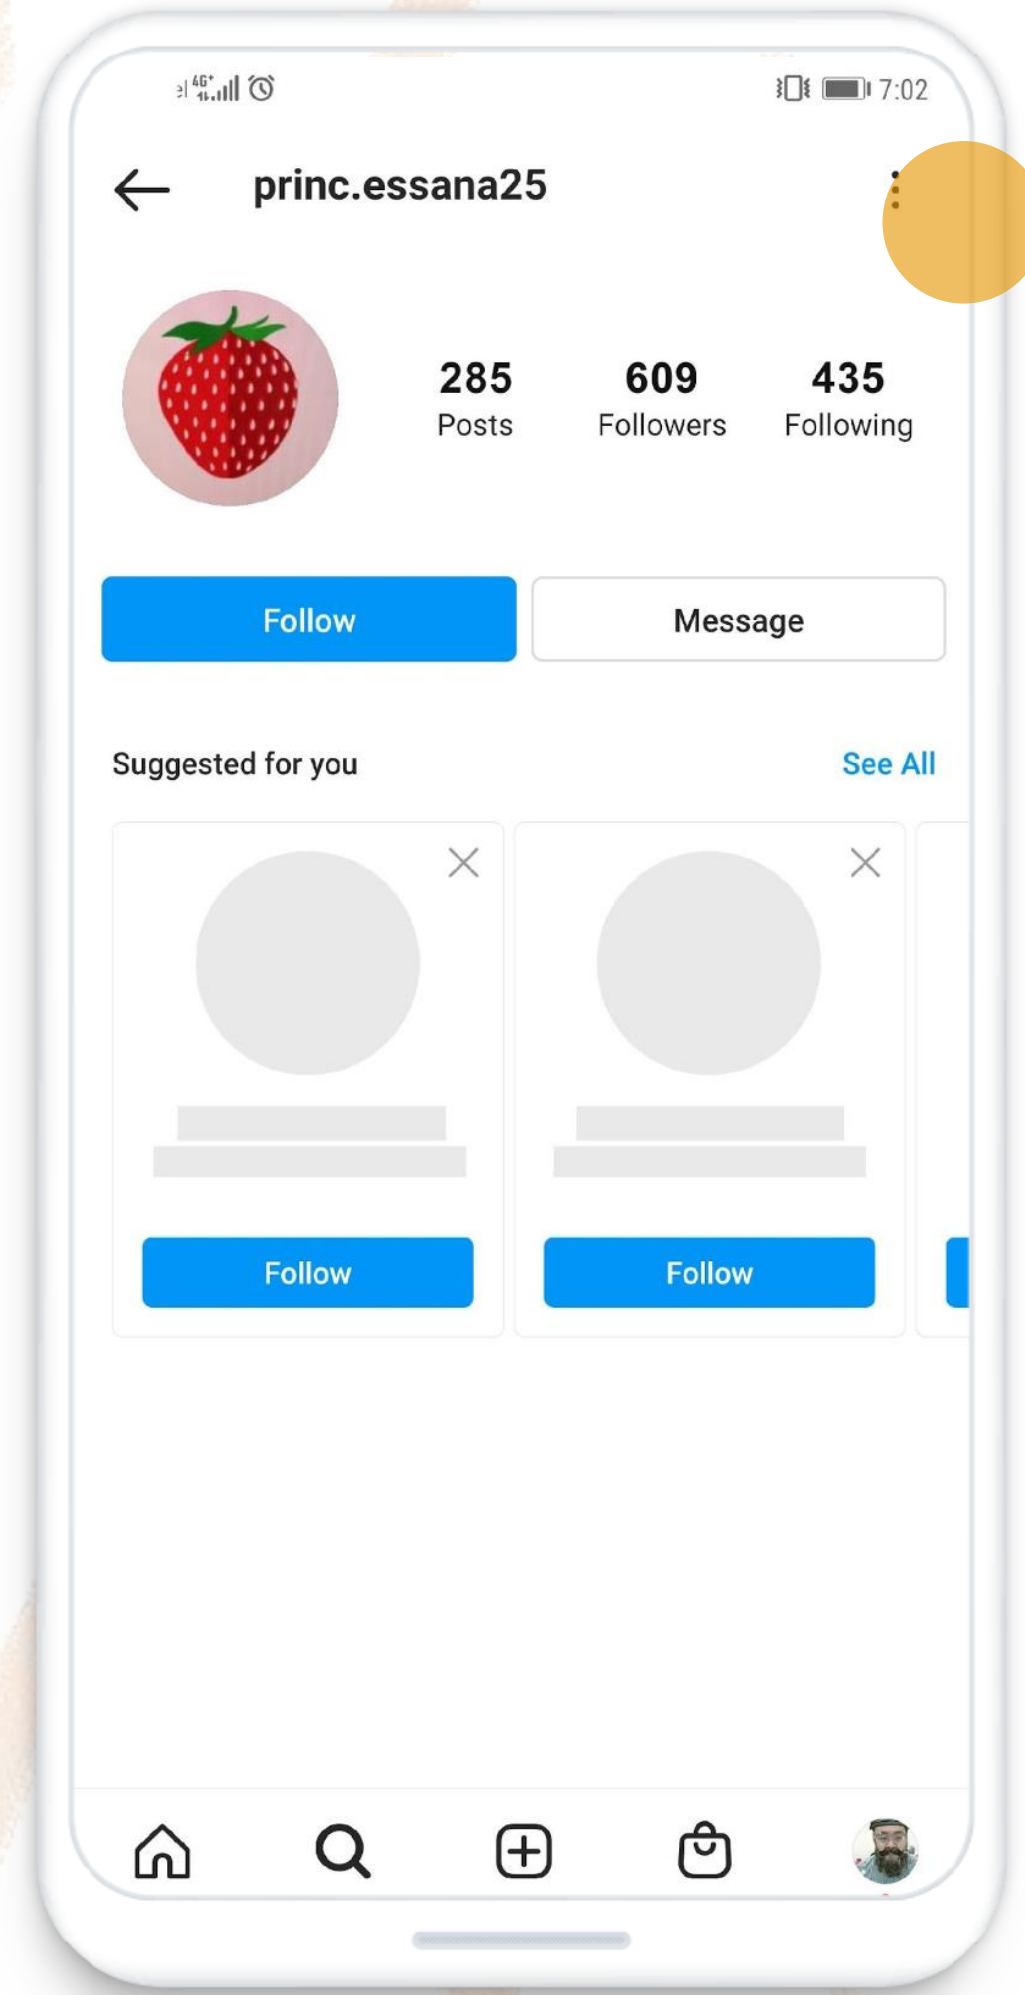 4G+ 7:02
princ.essana25
285 609 435
Posts Followers Following
Follow Message
Suggested for you See All
Follow Follow